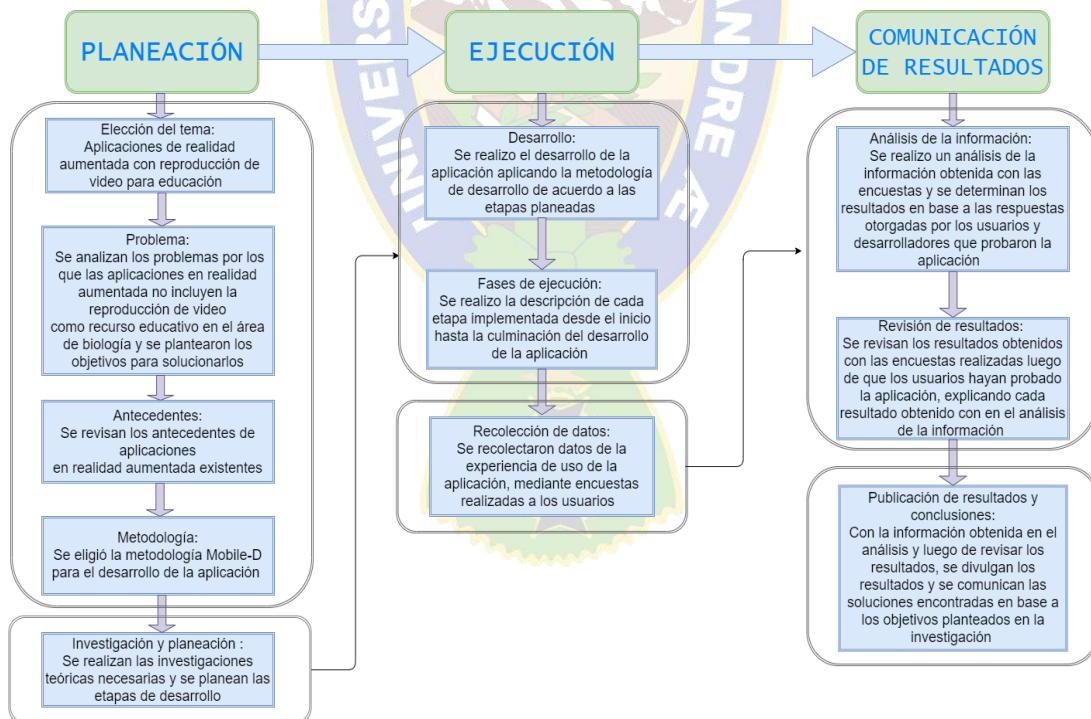 PLANEACIÓN
Elección del tema:
Aplicaciones de realidad
aumentada con reproducción de
video para educación
Problema:
Se analizan los problemas por los
que las aplicaciones en realidad
aumentada no incluyen la
reproducción de video
como recurso educativo en el área
de biología y se plantearon los
objetivos para solucionarlos
Antecedentes:
Se revisan los antecedentes de
aplicaciones
en realidad aumentada existentes
Metodología:
Se eligió la metodología Mobile-D
para el desarrollo de la aplicación
Investigación y planeación :
Se realizan las investigaciones
teóricas necesarias y se planean las
etapas de desarrollo
EJECUCIÓN
Desarrollo:
Se realizo el desarrollo de la
aplicación aplicando la metodología
de desarrollo de acuerdo a las
etapas planeadas
Fases de ejecución:
Se realizo la descripción de cada
etapa implementada desde el inicio
hasta la culminación del desarrollo
de la aplicación
Recolección de datos:
Se recolectaron datos de la
experiencia de uso de la
aplicación, mediante encuestas
realizadas a los usuarios
COMUNICACIÓN
DE RESULTADOS
Análisis de la información:
Se realizo un análisis de la
información obtenida con las
encuestas y se determinan los
resultados en base a las respuestas
otorgadas por los usuarios y
desarrolladores que probaron la
aplicación
Revisión de resultados:
Se revisan los resultados obtenidos
con las encuestas realizadas luego
de que los usuarios hayan probado
la aplicación, explicando cada
resultado obtenido con en el análisis
de la información
Publicación de resultados y
conclusiones:
Con la información obtenida en el
análisis y luego de revisar los
resultados, se divulgan los
resultados y se comunican las
soluciones encontradas en base a
los objetivos planteados en la
investigación
UNIVERS
ANDRE Æ